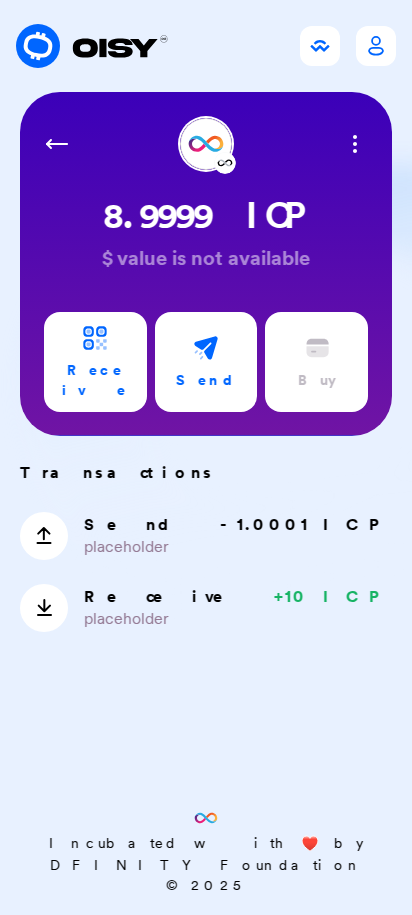 OISY
8.9999 ICP
$ value is not available
Receive
Send
Buy
Transactions
Send -1.0001 ICP
placeholder
Receive +10 ICP
placeholder
Incubated with ❤️ by
DFINITY Foundation
© 2025